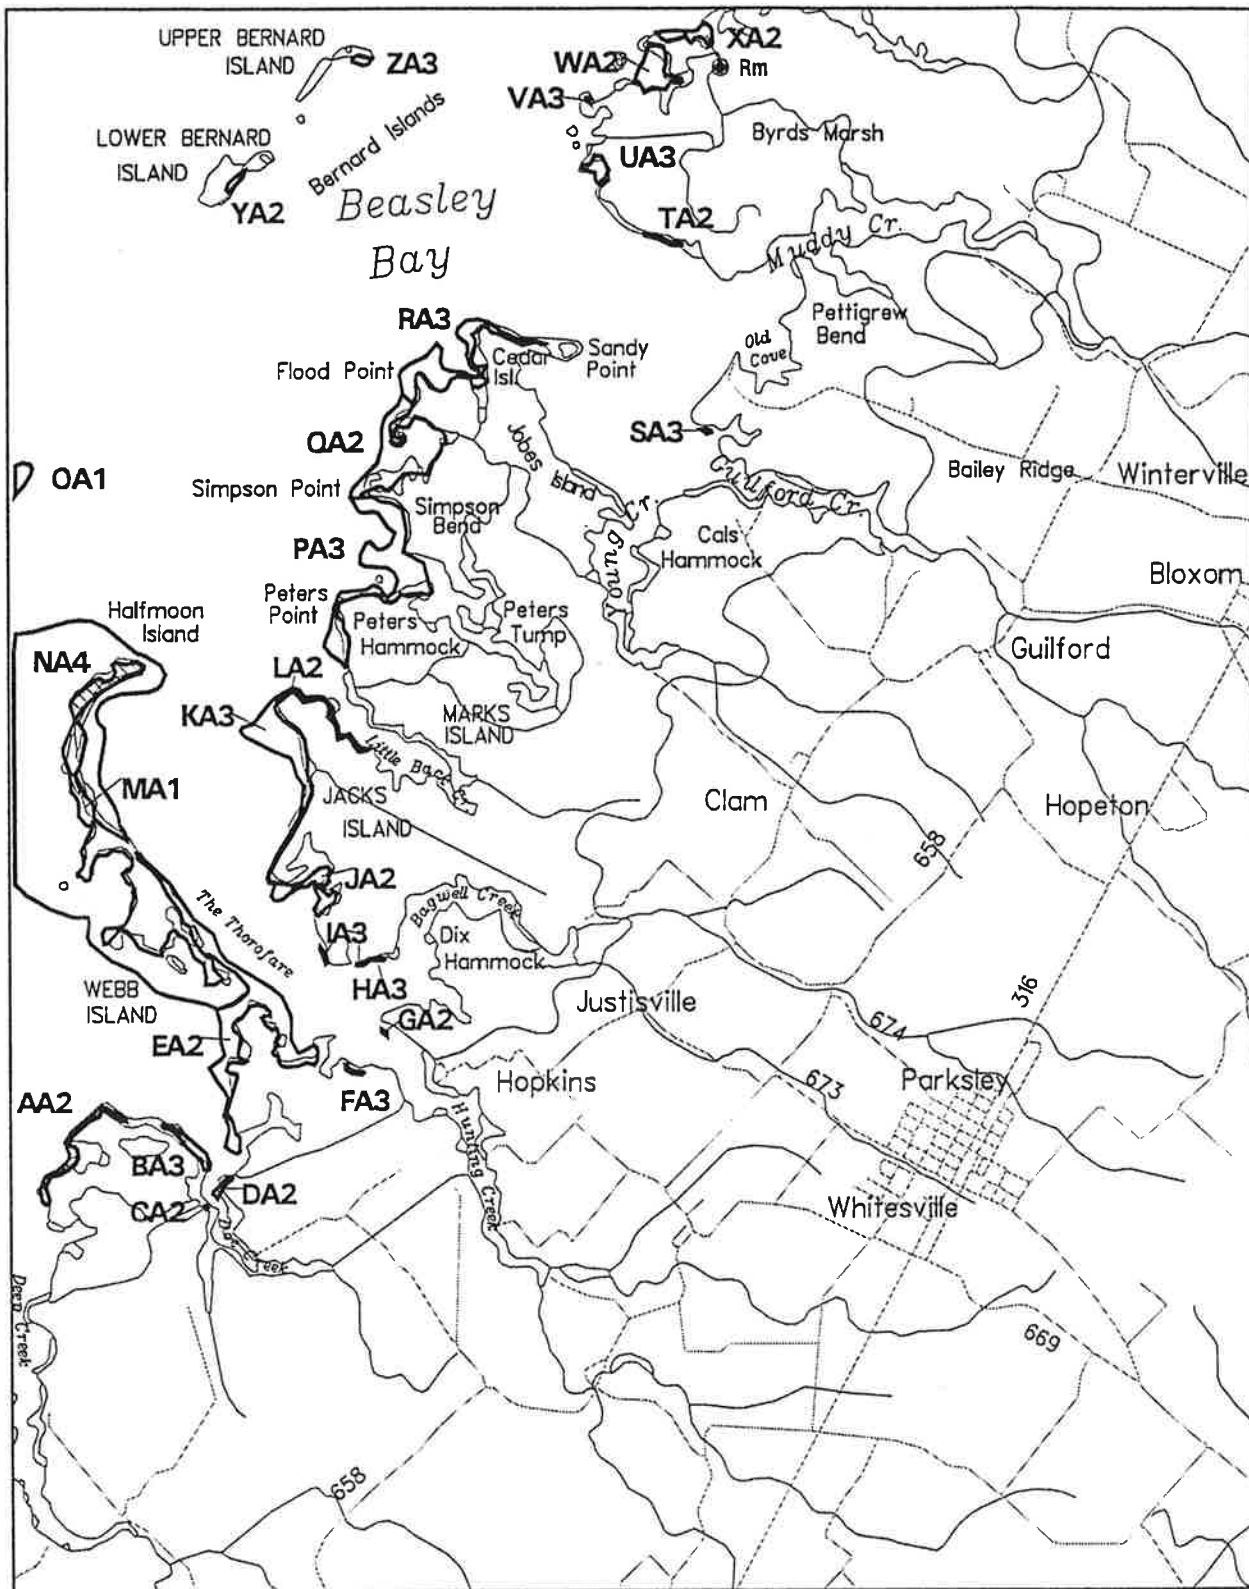 UPPER BERNARD
ISLAND
ZA3
WA2
XA2
Rm
VA3
LOWER BERNARD
ISLAND
Bernard Islands
Byrds Marsh
UA3
YA2
Beasley
Bay
TA2
Muddy Cr.
RA3
Pettigrew
Bend
Old
Cove
Cedar
Isl.
Sandy
Point
Flood Point
QA2
SA3
Jobes
Island
OA1
Simpson Point
Bailey Ridge
Winterville
Simpson
Bend
Guilford Cr.
Young Cr.
PA3
Cals
Hammock
Bloxom
Peters
Point
Halfmoon
Island
Peters
Hammock
Peters
Tump
Guilford
NA4
LA2
KA3
MARKS
ISLAND
Little Back Cr.
MA1
JACKS
ISLAND
Clam
Hopeton
658
JA2
The Thorofare
Bagwell Creek
IA3
Dix
Hammock
HA3
WEBB
ISLAND
Justisville
316
GA2
674
EA2
Hopkins
673
Parksley
AA2
FA3
Hunting Creek
BA3
DA2
CA2
Whitesville
Deep Creek
669
658